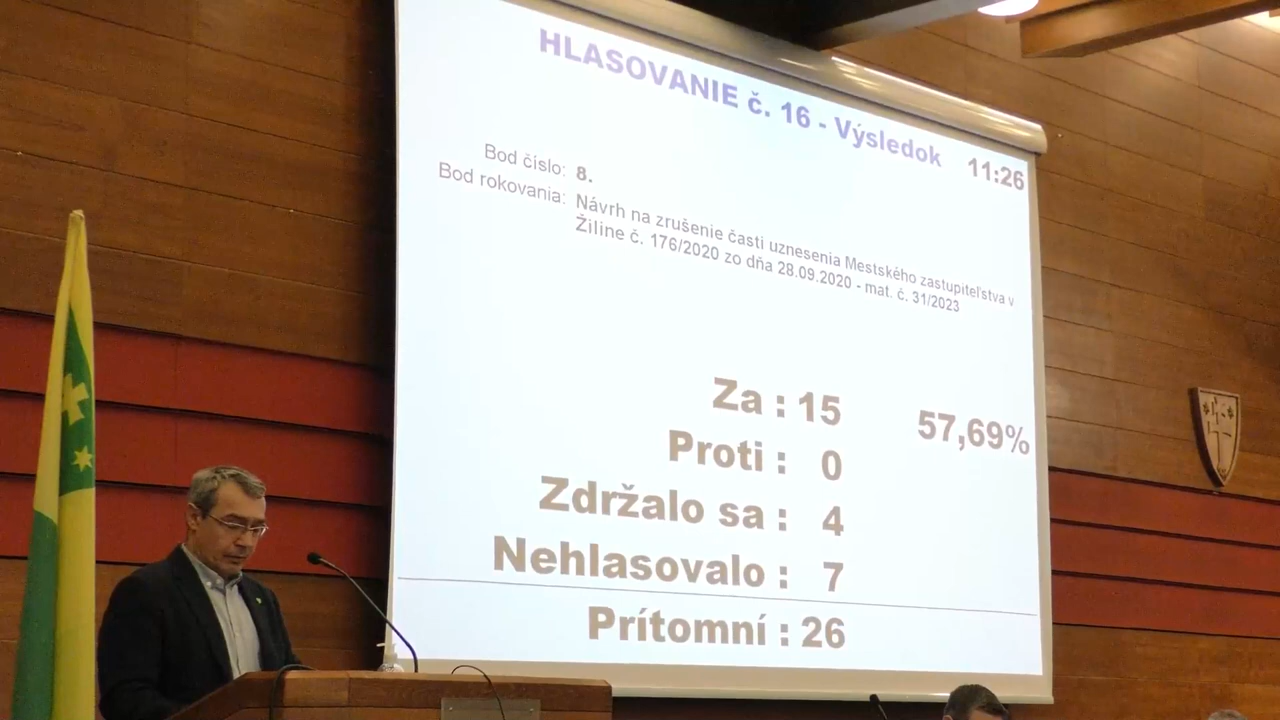 HLASOVANIE č. 16 - Výsledok 11:26
Bod číslo: 8.
Bod rokovania: Návrh na zrušenie časti uznesenia Mestského zastupiteľstva v
Žiline č. 176/2020 zo dňa 28.09.2020 - mat. č. 31/2023
Za : 15 57,69%
Proti : 0
Zdržalo sa : 4
Nehlasovalo : 7
Prítomní : 26